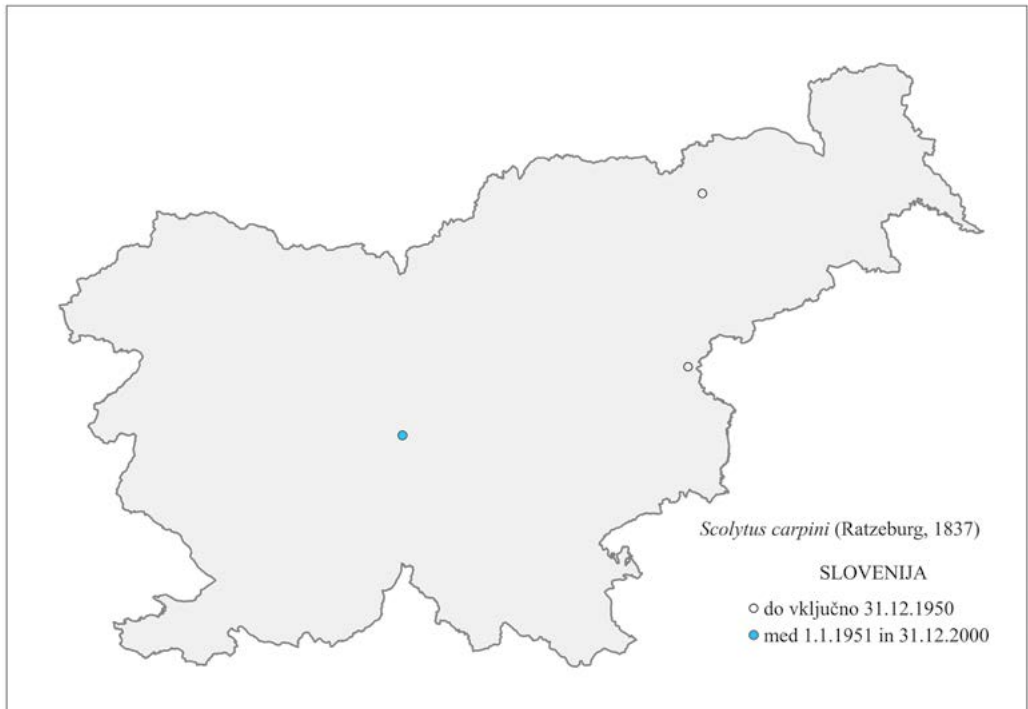 Scolytus carpini (Ratzeburg, 1837)
SLOVENIJA
do vključno 31.12.1950
med 1.1.1951 in 31.12.2000